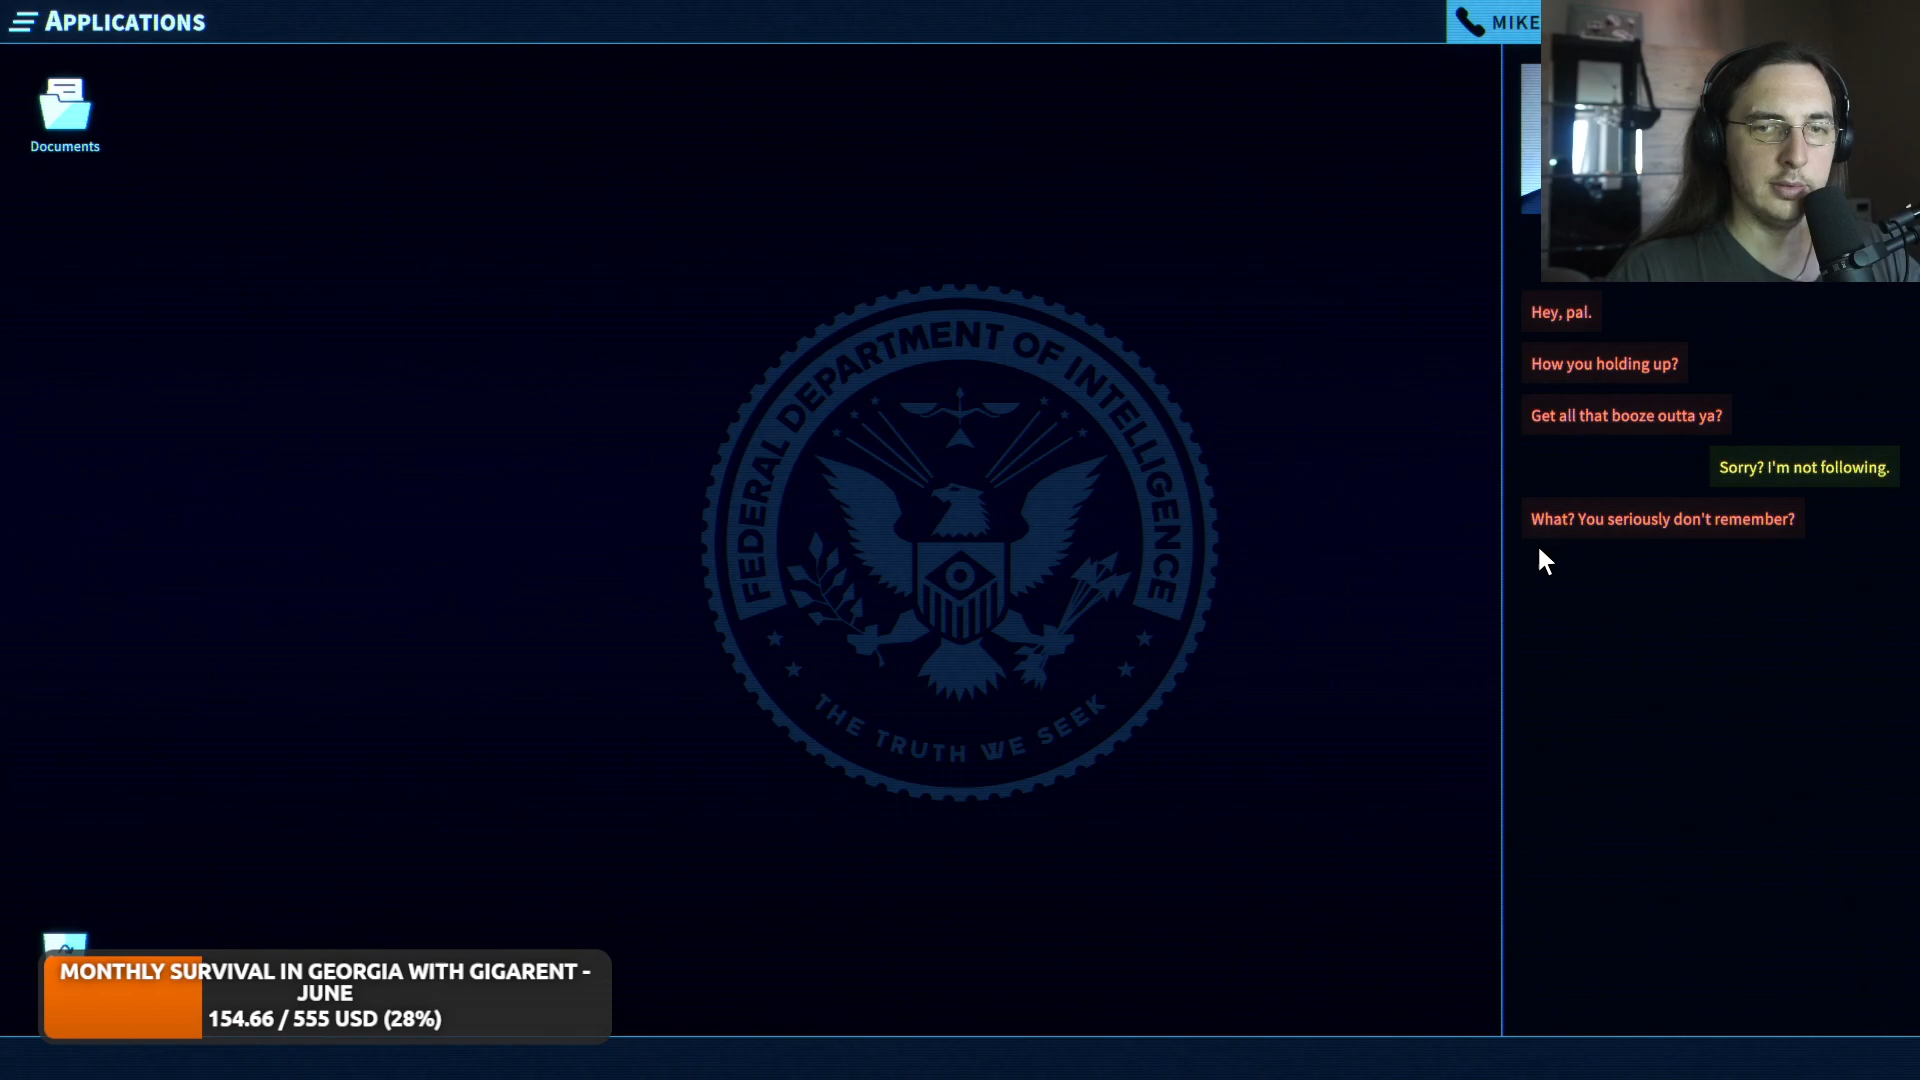 APPLICATIONS
MIKE
Documents
FEDERAL DEPARTMENT OF INTELLIGENCE
THE TRUTH WE SEEK
Hey, pal.
How you holding up?
Get all that booze outta ya?
Sorry? I'm not following.
What? You seriously don't remember?
MONTHLY SURVIVAL IN GEORGIA WITH GIGARENT -
JUNE
154.66 / 555 USD (28%)